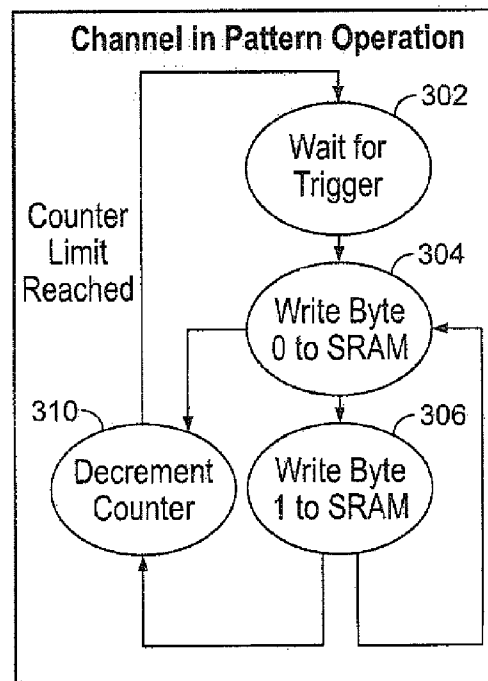 Channel in Pattern Operation
302
Wait for
Trigger
Counter
Limit
Reached
304
Write Byte
0 to SRAM
310
306
Decrement
Counter
Write Byte
1 to SRAM